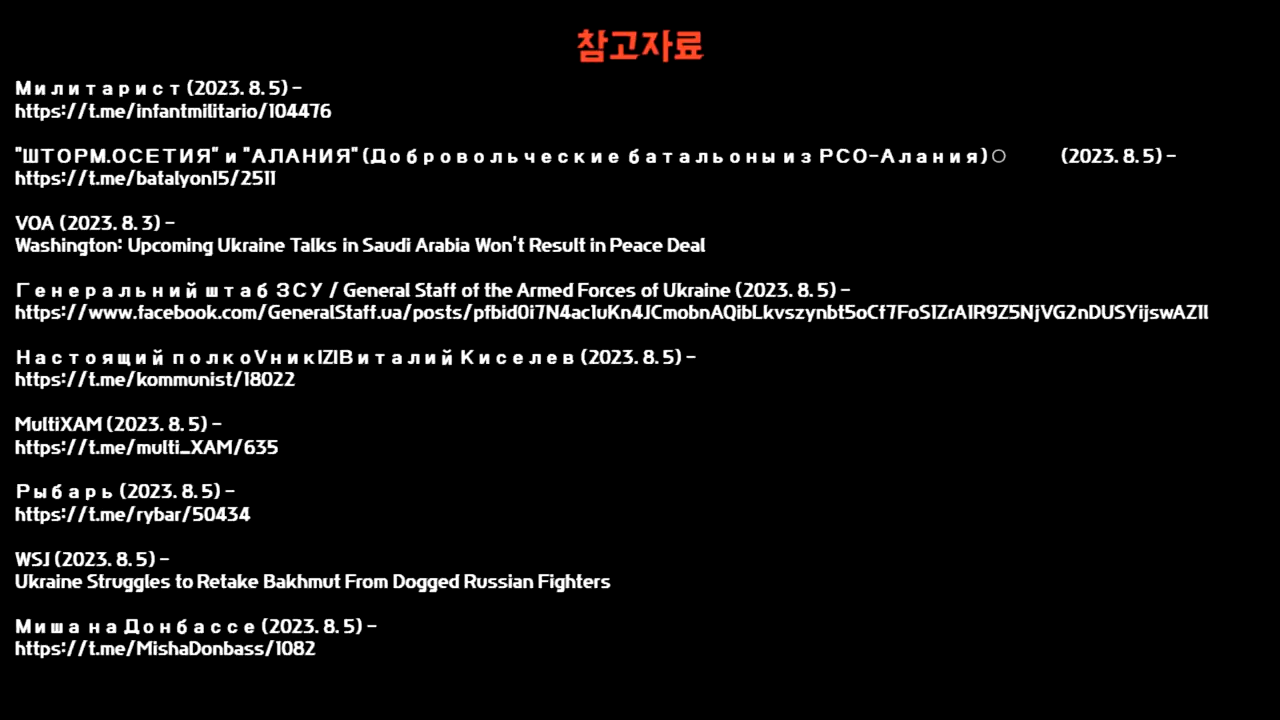 참고자료
Милитарист (2023. 8. 5) -
https://t.me/infantmilitario/104476
"ШТОРМ.ОСЕТИЯ" и "АЛАНИЯ" (Добровольческие батальоны из РСО-Алания)○ (2023. 8. 5) -
https://t.me/batalyon15/2511
VOA (2023. 8. 3) -
Washington: Upcoming Ukraine Talks in Saudi Arabia Won't Result in Peace Deal
Генеральний штаб ЗСУ / General Staff of the Armed Forces of Ukraine (2023. 8. 5) -
https://www.facebook.com/GeneralStaff.ua/posts/pfbid0i7N4ac1uKn4JCmobnAQibLkvszynbt5oCf7FoS1ZrA1R9Z5NjVG2nDUSYijswAZ1l
Настоящий полкоVник|Z|Виталий Киселев (2023. 8. 5) -
https://t.me/kommunist/18022
MultiXAM (2023. 8. 5) -
https://t.me/multi_XAM/635
Рыбарь (2023. 8. 5) -
https://t.me/rybar/50434
WSJ (2023. 8. 5) -
Ukraine Struggles to Retake Bakhmut From Dogged Russian Fighters
Миша на Донбассе (2023. 8. 5) -
https://t.me/MishaDonbass/1082